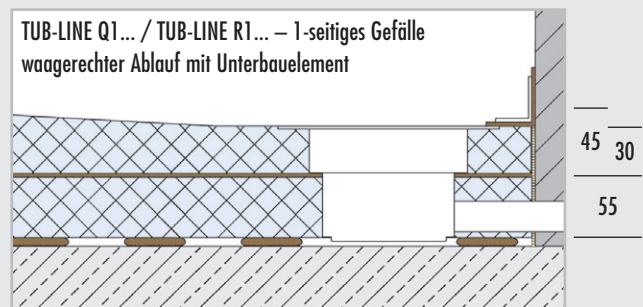 TUB-LINE Q1... / TUB-LINE R1... – 1-seitiges Gefälle
waagerechter Ablauf mit Unterbauelement
45
30
55